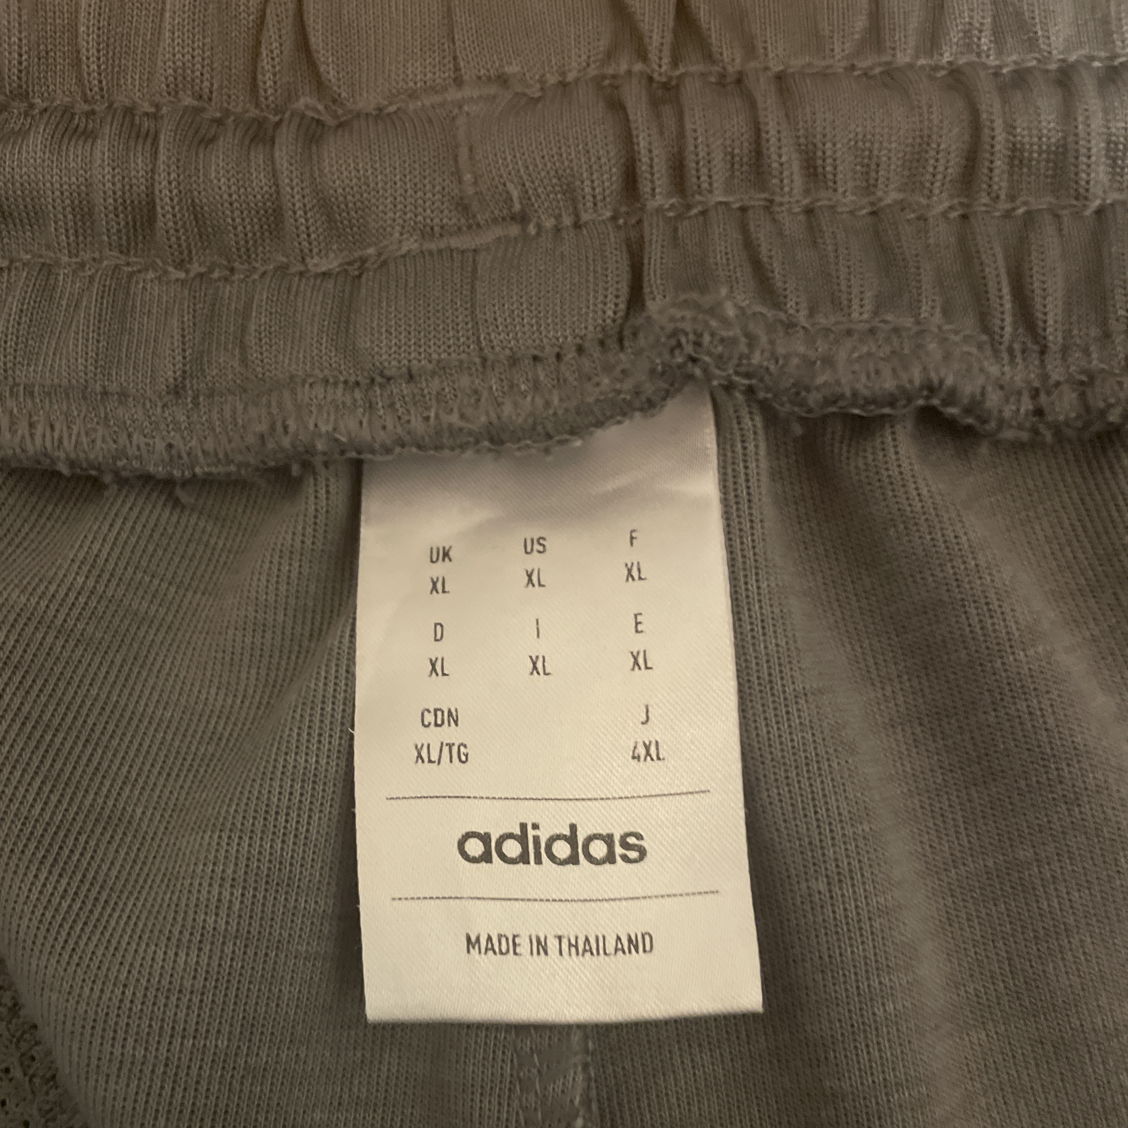 UK US F
XL XL XL
D I E
XL XL XL
CDN J
XL/TG 4XL
adidas
MADE IN THAILAND